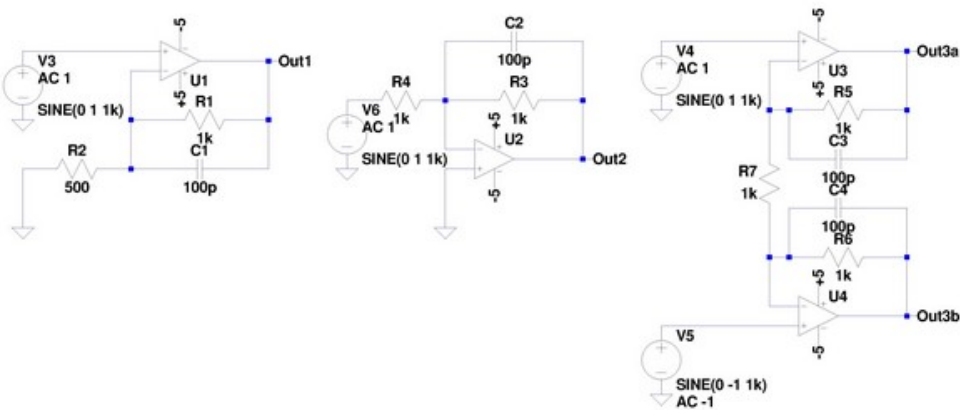 -5
V3
AC 1
SINE(0 1 1k)
U1
+5
Out1
R1
1k
C1
100p
R2
500
C2
100p
R4
1k
R3
1k
V6
AC 1
SINE(0 1 1k)
+5
U2
-5
Out2
-5
V4
AC 1
SINE(0 1 1k)
U3
+5
Out3a
R5
1k
C3
100p
R7
1k
C4
100p
R6
1k
+5
U4
-5
Out3b
V5
SINE(0 -1 1k)
AC -1